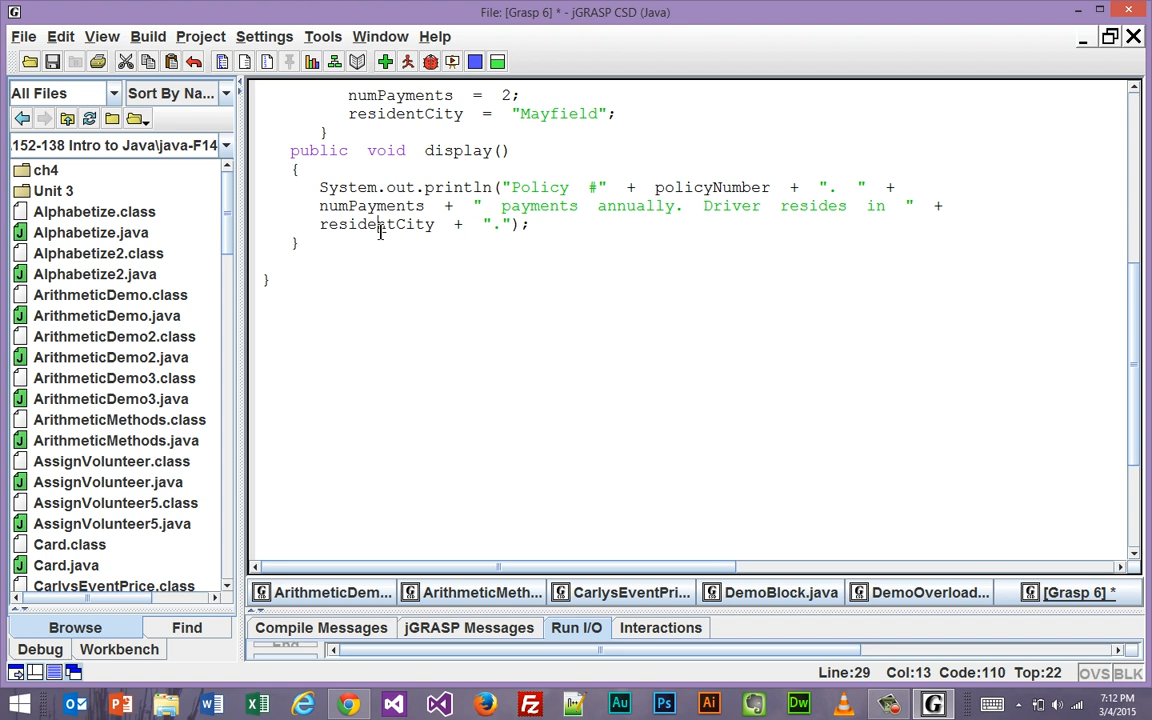 File: [Grasp 6] * - jGRASP CSD (Java)
File Edit View Build Project Settings Tools Window Help
All Files Sort By Na...
.152-138 Intro to Java\java-F14
ch4
Unit 3
Alphabetize.class
Alphabetize.java
Alphabetize2.class
Alphabetize2.java
ArithmeticDemo.class
ArithmeticDemo.java
ArithmeticDemo2.class
ArithmeticDemo2.java
ArithmeticDemo3.class
ArithmeticDemo3.java
ArithmeticMethods.class
ArithmeticMethods.java
AssignVolunteer.class
AssignVolunteer.java
AssignVolunteer5.class
AssignVolunteer5.java
Card.class
Card.java
CarlysEventPrice.class
Browse Find
Debug Workbench
numPayments = 2;
residentCity = "Mayfield";
}
public void display()
{
System.out.println("Policy #" + policyNumber + ". " +
numPayments + " payments annually. Driver resides in " +
residentCity + ".");
}
}
ArithmeticDem... ArithmeticMeth... CarlysEventPri... DemoBlock.java DemoOverload... [Grasp 6] *
Compile Messages jGRASP Messages Run I/O Interactions
End
Line:29 Col:13 Code:110 Top:22 OVS BLK
7:12 PM
3/4/2015